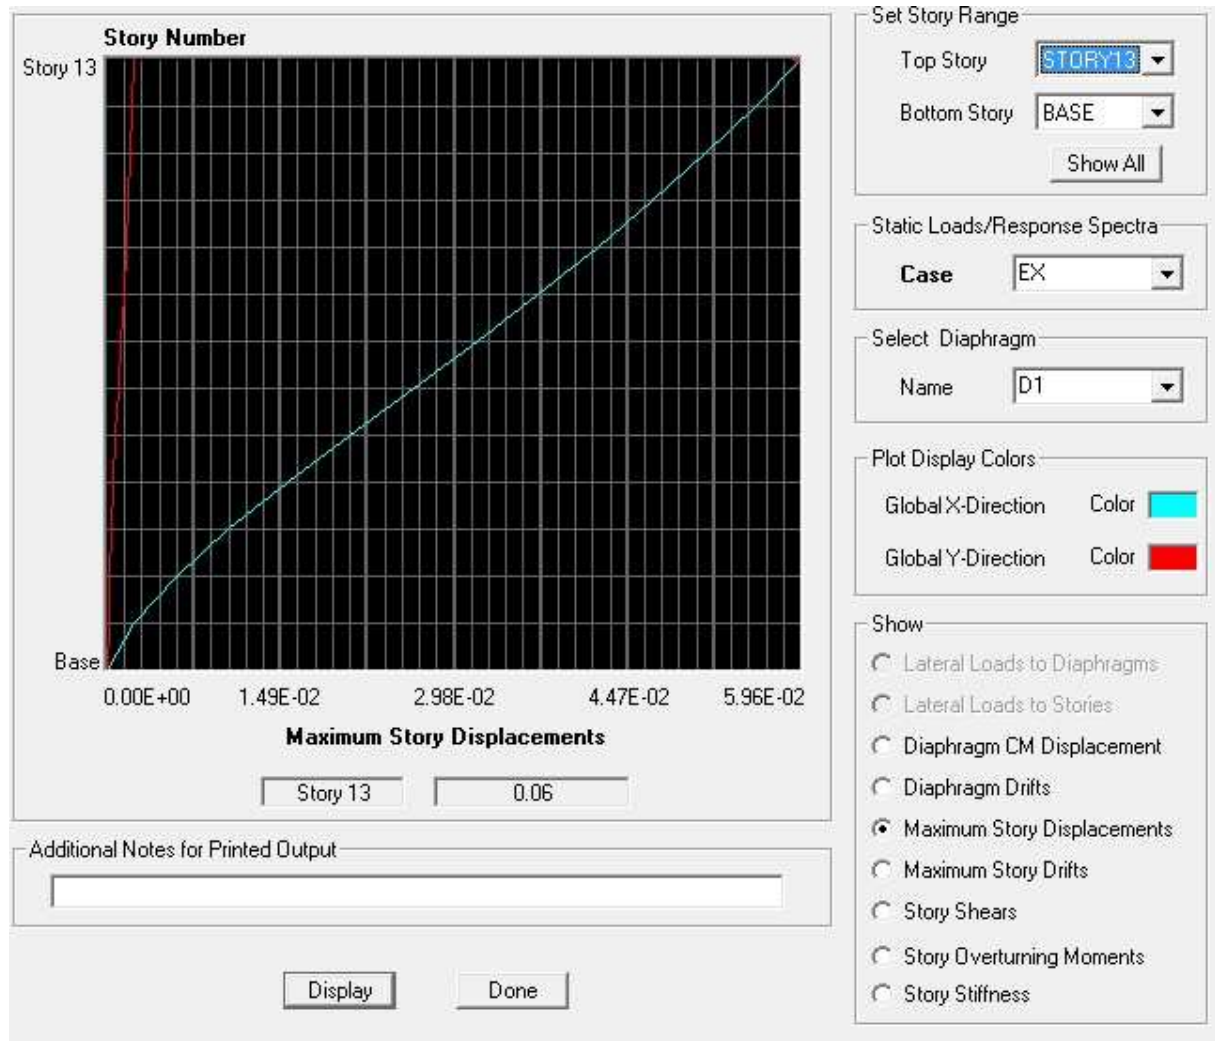 Story Number
Story 13
Base
0.00E+00 1.49E-02 2.98E-02 4.47E-02 5.96E-02
Maximum Story Displacements
Story 13 0.06
Additional Notes for Printed Output
Display Done
Set Story Range
Top Story STORY13
Bottom Story BASE
Show All
Static Loads/Response Spectra
Case EX
Select Diaphragm
Name D1
Plot Display Colors
Global X-Direction Color
Global Y-Direction Color
Show
Lateral Loads to Diaphragms
Lateral Loads to Stories
Diaphragm CM Displacement
Diaphragm Drifts
Maximum Story Displacements
Maximum Story Drifts
Story Shears
Story Overturning Moments
Story Stiffness